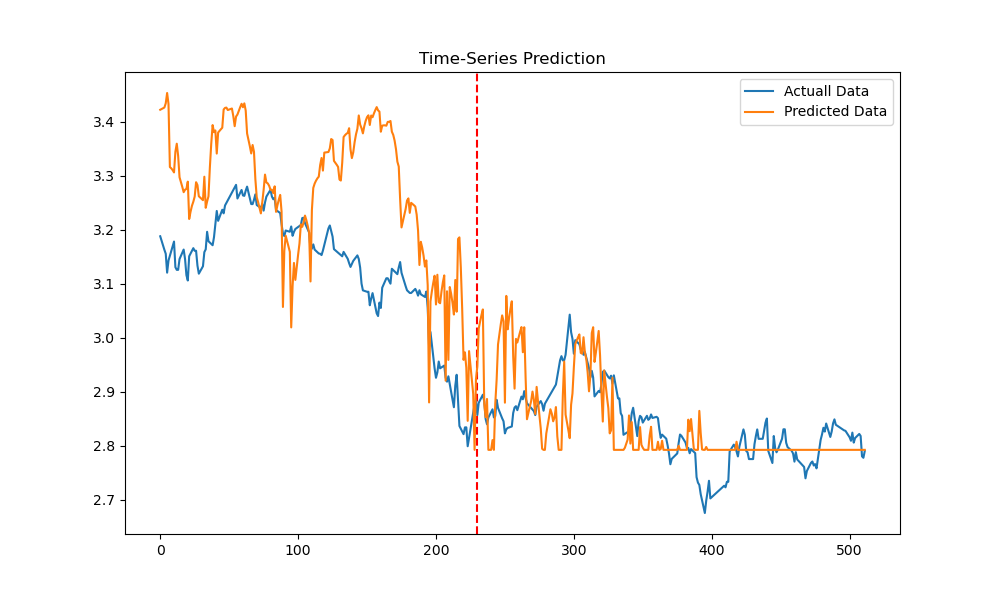 Time-Series Prediction
Actuall Data
Predicted Data
3.4
3.3
3.2
3.1
3.0
2.9
2.8
2.7
0 100 200 300 400 500